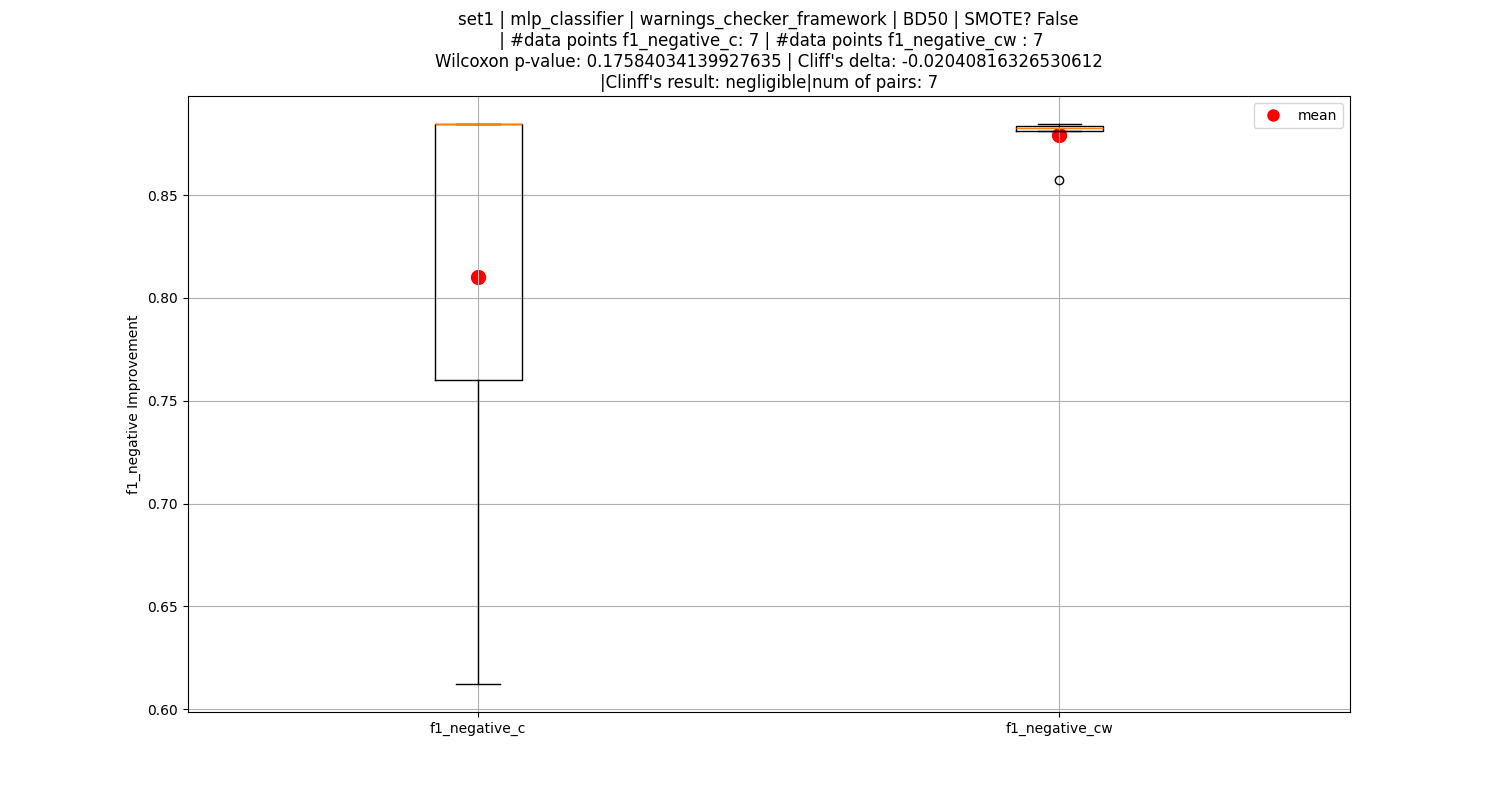 set1 | mlp_classifier | warnings_checker_framework | BD50 | SMOTE? False
| #data points f1_negative_c: 7 | #data points f1_negative_cw : 7
Wilcoxon p-value: 0.17584034139927635 | Cliff's delta: -0.02040816326530612
|Clinff's result: negligible|num of pairs: 7
mean
0.85
0.80
0.75
0.70
0.65
0.60
f1_negative Improvement
f1_negative_c
f1_negative_cw